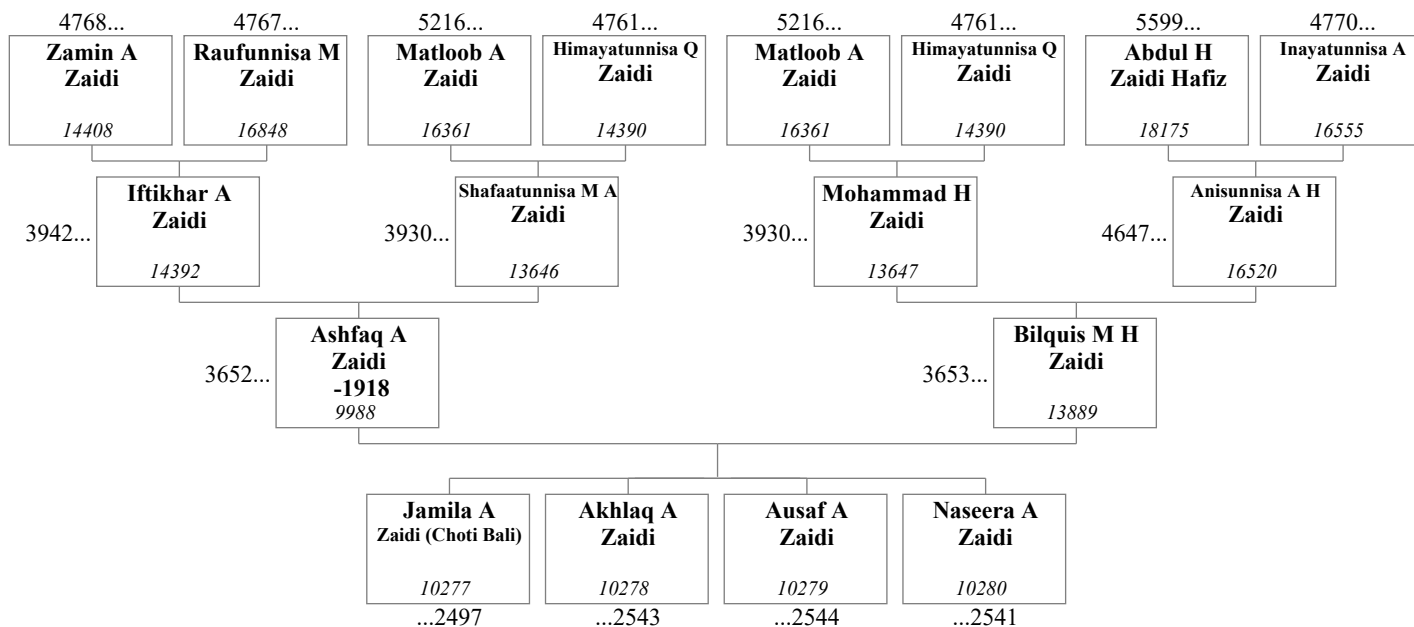 4768...
4767...
5216...
4761...
5216...
4761...
5599...
4770...
Zamin A
Zaidi
14408
Raufunnisa M
Zaidi
16848
Matloob A
Zaidi
16361
Himayatunnisa Q
Zaidi
14390
Matloob A
Zaidi
16361
Himayatunnisa Q
Zaidi
14390
Abdul H
Zaidi Hafiz
18175
Inayatunnisa A
Zaidi
16555
3942...
Iftikhar A
Zaidi
14392
3930...
Shafaatunnisa M A
Zaidi
13646
3930...
Mohammad H
Zaidi
13647
4647...
Anisunnisa A H
Zaidi
16520
3652...
Ashfaq A
Zaidi
-1918
9988
3653...
Bilquis M H
Zaidi
13889
Jamila A
Zaidi (Choti Bali)
10277
...2497
Akhlaq A
Zaidi
10278
...2543
Ausaf A
Zaidi
10279
...2544
Naseera A
Zaidi
10280
...2541